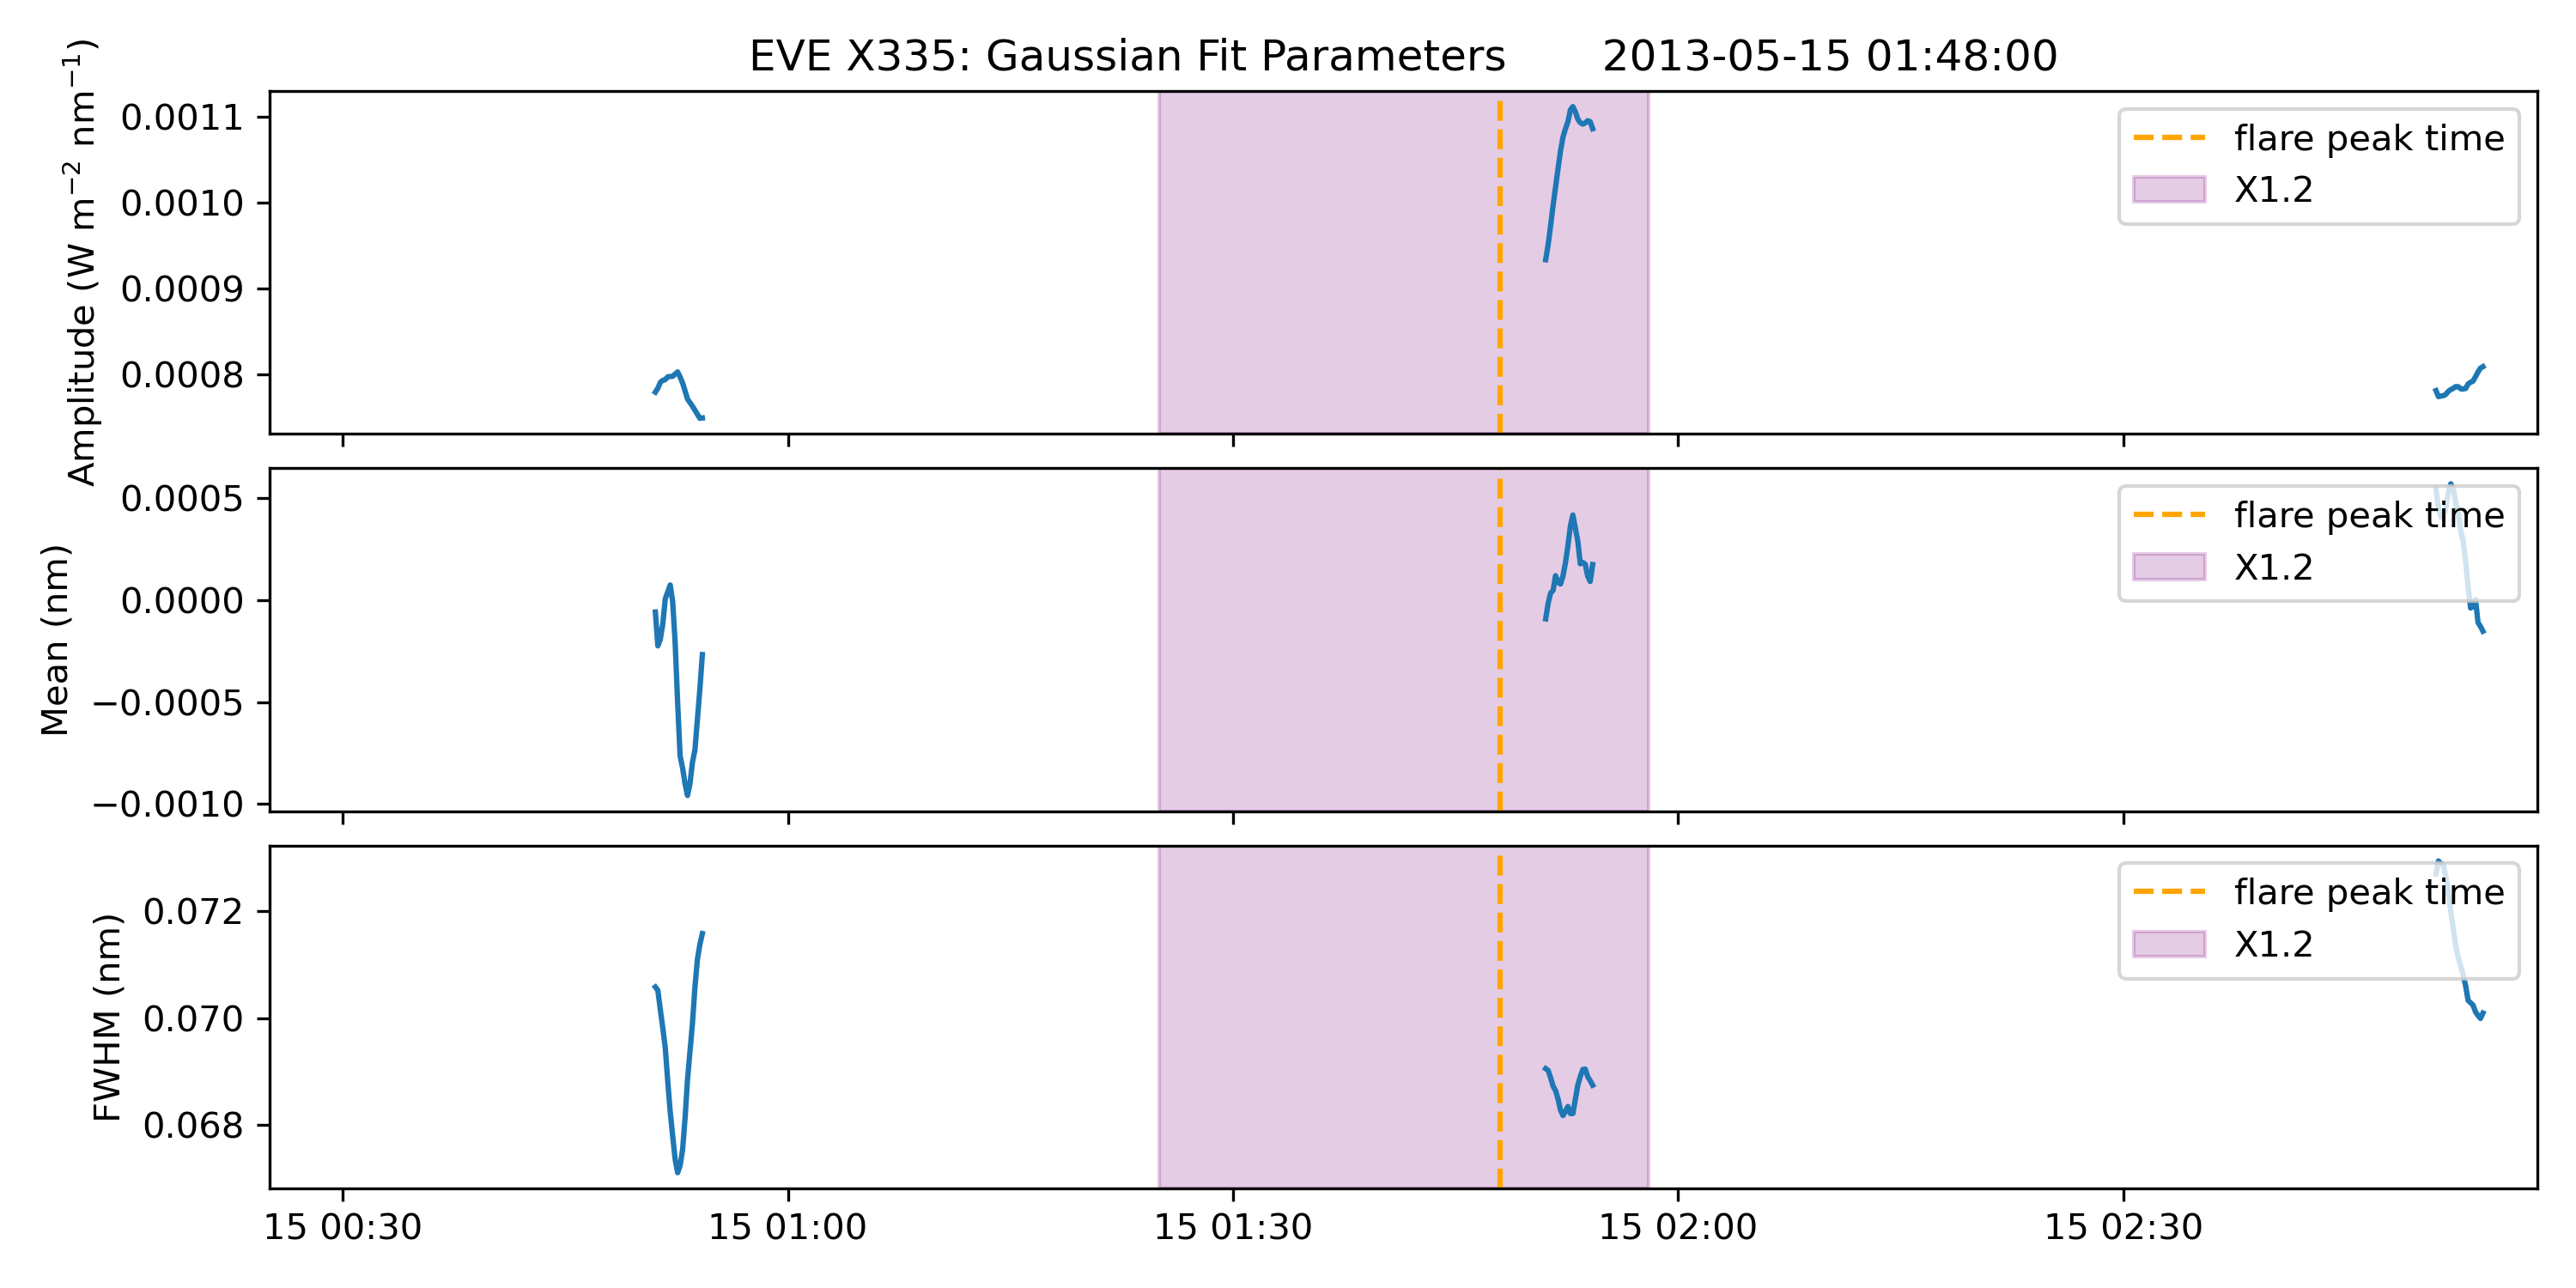 EVE X335: Gaussian Fit Parameters 2013-05-15 01:48:00
Amplitude (W m⁻² nm⁻¹)
0.0011
0.0010
0.0009
0.0008
flare peak time
X1.2
Mean (nm)
0.0005
0.0000
−0.0005
−0.0010
flare peak time
X1.2
FWHM (nm)
0.072
0.070
0.068
flare peak time
X1.2
15 00:30 15 01:00 15 01:30 15 02:00 15 02:30